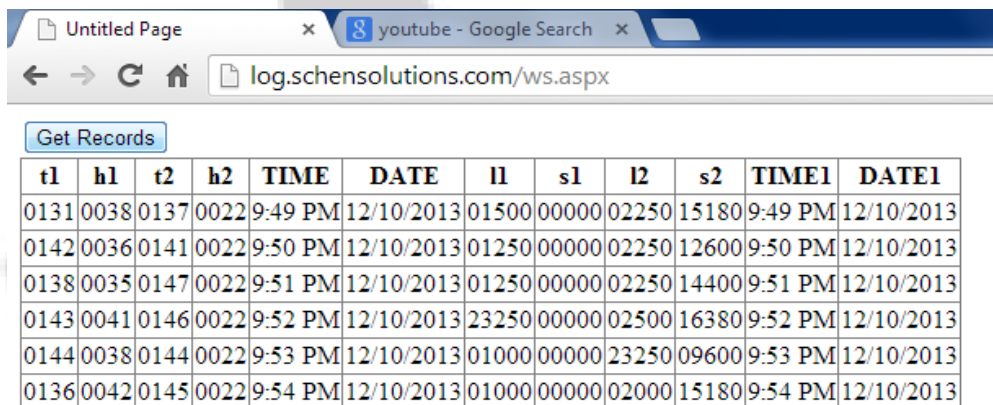 Untitled Page × 8 youtube - Google Search ×
log.schensolutions.com/ws.aspx
Get Records
t1 h1 t2 h2 TIME DATE l1 s1 l2 s2 TIME1 DATE1
0131 0038 0137 0022 9:49 PM 12/10/2013 01500 00000 02250 15180 9:49 PM 12/10/2013
0142 0036 0141 0022 9:50 PM 12/10/2013 01250 00000 02250 12600 9:50 PM 12/10/2013
0138 0035 0147 0022 9:51 PM 12/10/2013 01250 00000 02250 14400 9:51 PM 12/10/2013
0143 0041 0146 0022 9:52 PM 12/10/2013 23250 00000 02500 16380 9:52 PM 12/10/2013
0144 0038 0144 0022 9:53 PM 12/10/2013 01000 00000 23250 09600 9:53 PM 12/10/2013
0136 0042 0145 0022 9:54 PM 12/10/2013 01000 00000 02000 15180 9:54 PM 12/10/2013